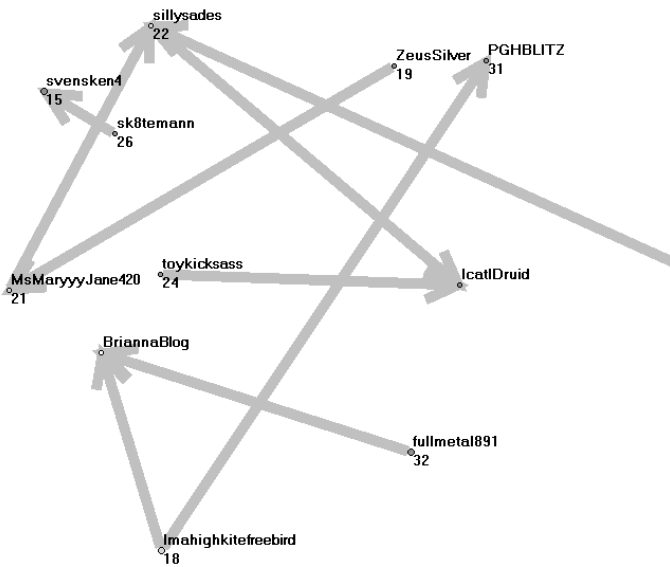 sillysades
22
ZeusSilver
19
PGHBLITZ
31
svensken4
15
sk8temann
26
MsMaryyyJane420
21
toykicksass
24
IcatIDruid
BriannaBlog
fullmetal891
32
Imahighkitefreebird
18